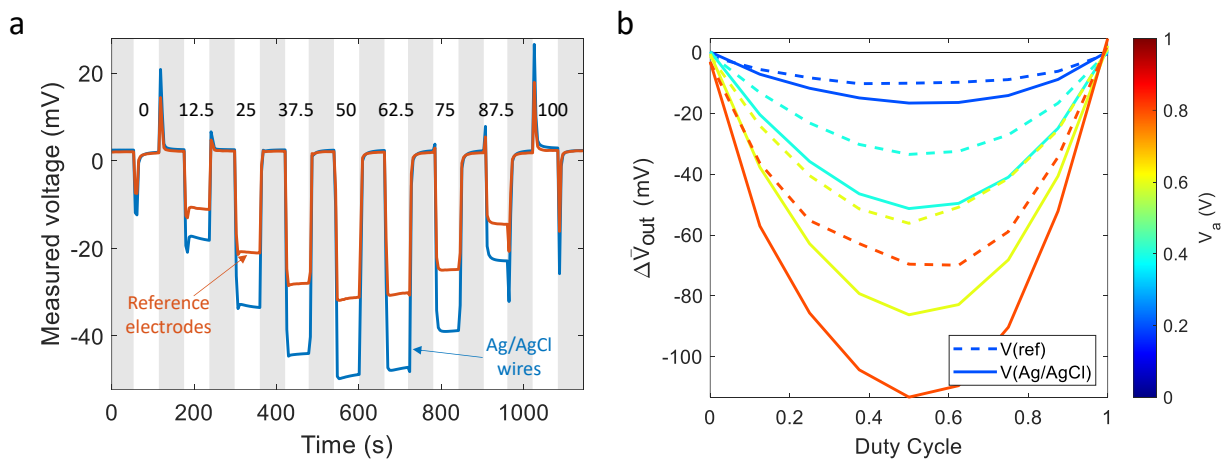 a
b
Measured voltage (mV)
20
0
-20
-40
0 12.5 25 37.5 50 62.5 75 87.5 100
Reference
electrodes
Ag/AgCl
wires
0 200 400 600 800 1000
Time (s)
ΔV̄out (mV)
0
-20
-40
-60
-80
-100
V(ref)
V(Ag/AgCl)
0 0.2 0.4 0.6 0.8 1
Duty Cycle
1
0.8
0.6
0.4
0.2
0
Va (V)